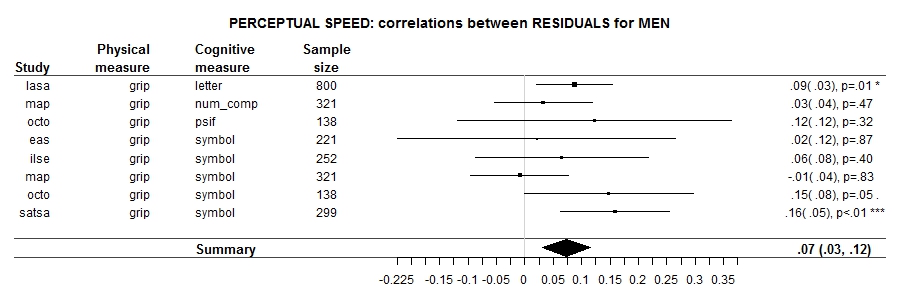 PERCEPTUAL SPEED: correlations between RESIDUALS for MEN
Physical Cognitive Sample
Study measure measure size
lasa grip letter 800 .09( .03), p=.01 *
map grip num_comp 321 .03( .04), p=.47
octo grip psif 138 .12( .12), p=.32
eas grip symbol 221 .02( .12), p=.87
ilse grip symbol 252 .06( .08), p=.40
map grip symbol 321 -.01( .04), p=.83
octo grip symbol 138 .15( .08), p=.05 .
satsa grip symbol 299 .16( .05), p<.01 ***
Summary .07 (.03, .12)
-0.225 -0.15 -0.1 -0.05 0 0.05 0.1 0.15 0.2 0.25 0.3 0.35